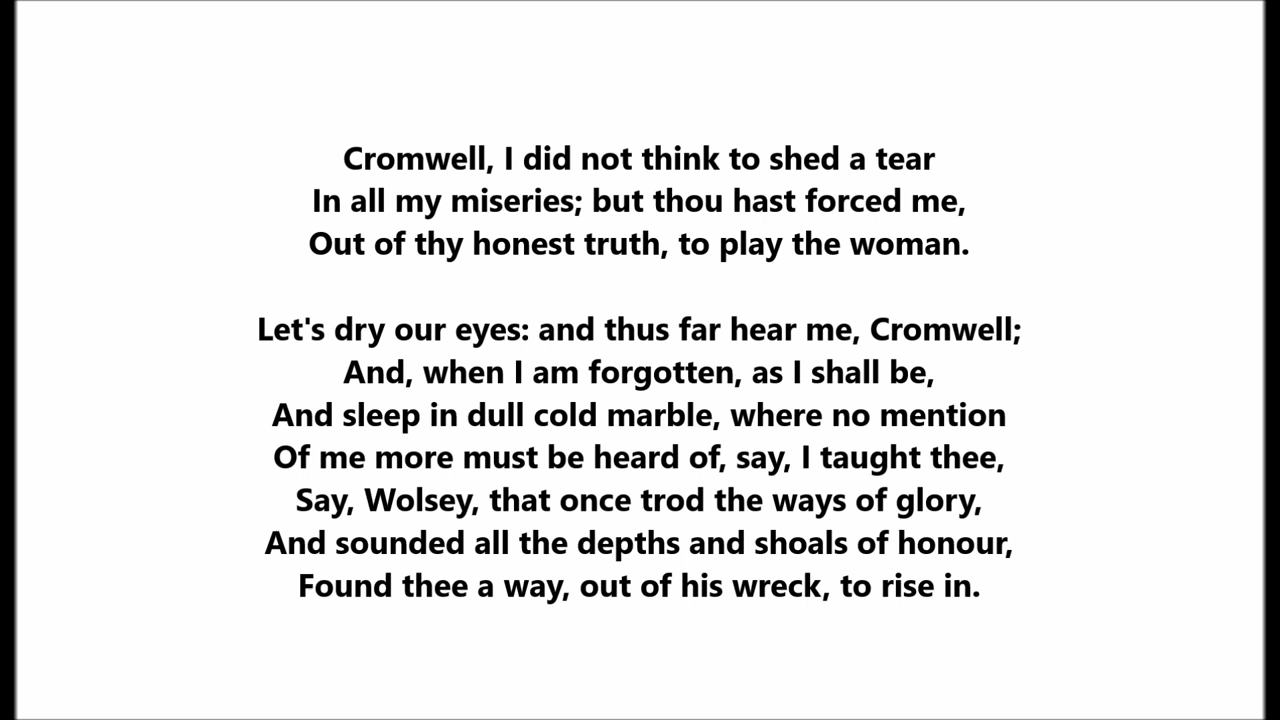 Cromwell, I did not think to shed a tear
In all my miseries; but thou hast forced me,
Out of thy honest truth, to play the woman.
Let's dry our eyes: and thus far hear me, Cromwell;
And, when I am forgotten, as I shall be,
And sleep in dull cold marble, where no mention
Of me more must be heard of, say, I taught thee,
Say, Wolsey, that once trod the ways of glory,
And sounded all the depths and shoals of honour,
Found thee a way, out of his wreck, to rise in.